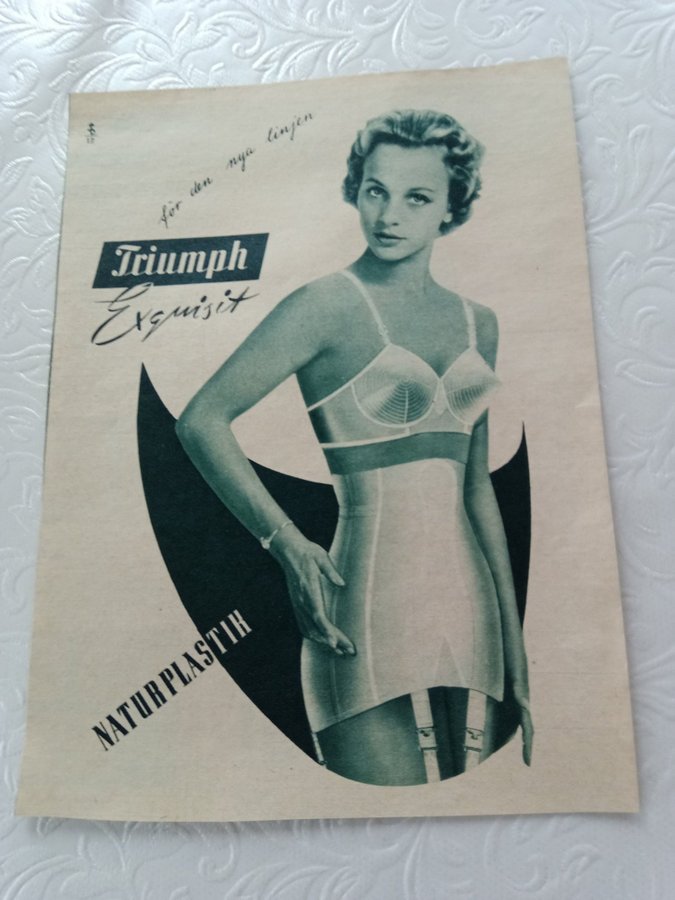 för den nya linjen
Triumph
Exquisit
NATURPLASTIK